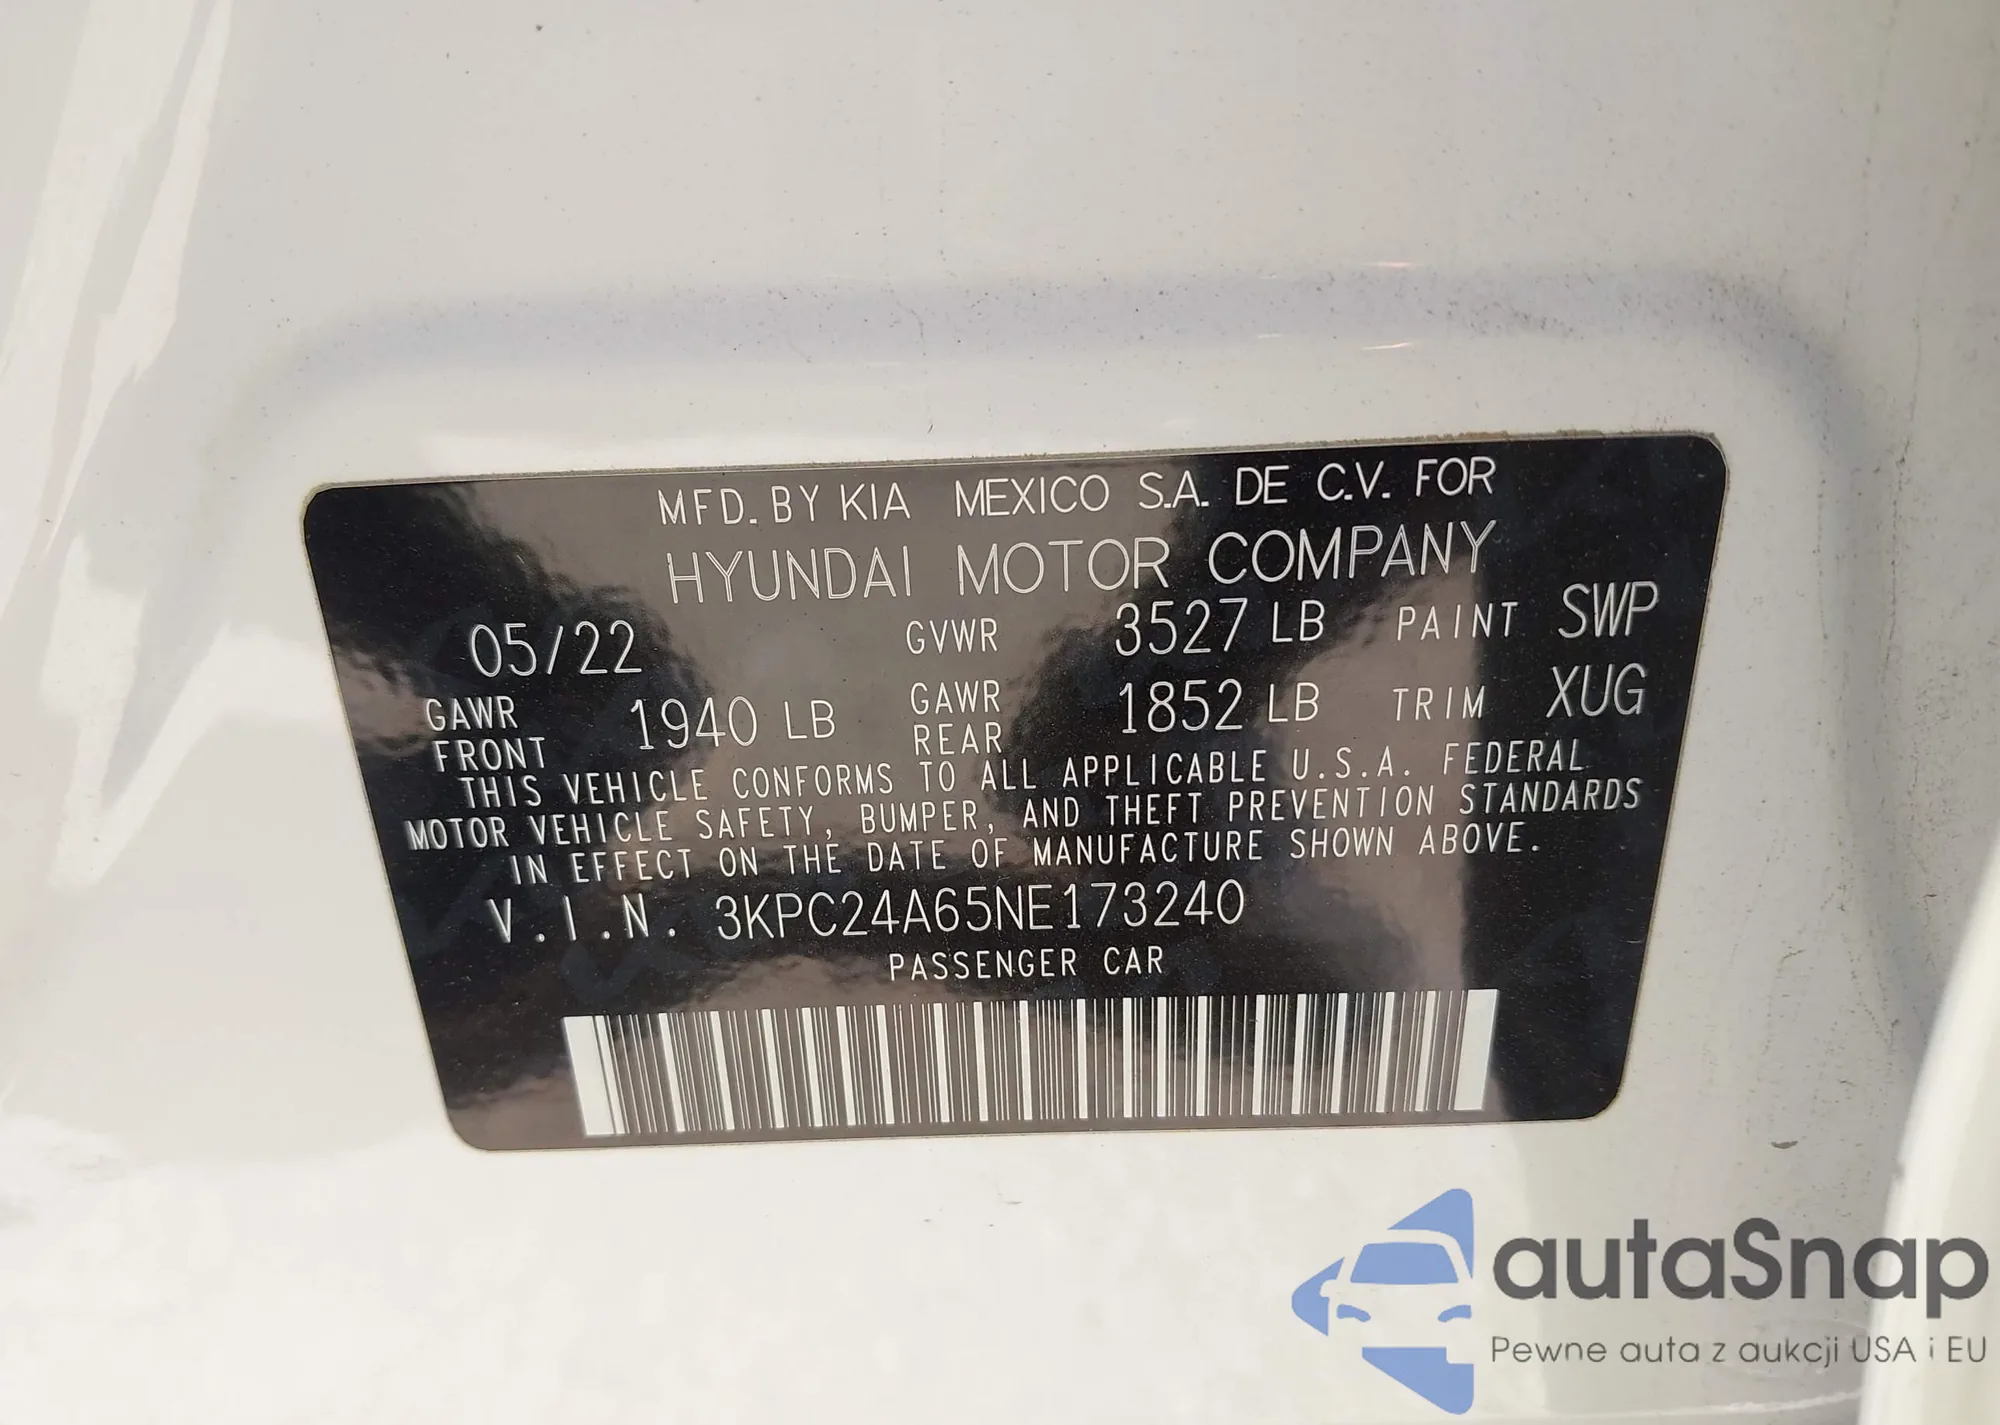 MFD. BY KIA MEXICO S.A. DE C.V. FOR
HYUNDAI MOTOR COMPANY
05/22 GVWR 3527 LB PAINT SWP
GAWR FRONT 1940 LB GAWR REAR 1852 LB TRIM XUG
THIS VEHICLE CONFORMS TO ALL APPLICABLE U.S.A. FEDERAL
MOTOR VEHICLE SAFETY, BUMPER, AND THEFT PREVENTION STANDARDS
IN EFFECT ON THE DATE OF MANUFACTURE SHOWN ABOVE.
V.I.N. 3KPC24A65NE173240
PASSENGER CAR
autaSnap
Pewne auta z aukcji USA i EU